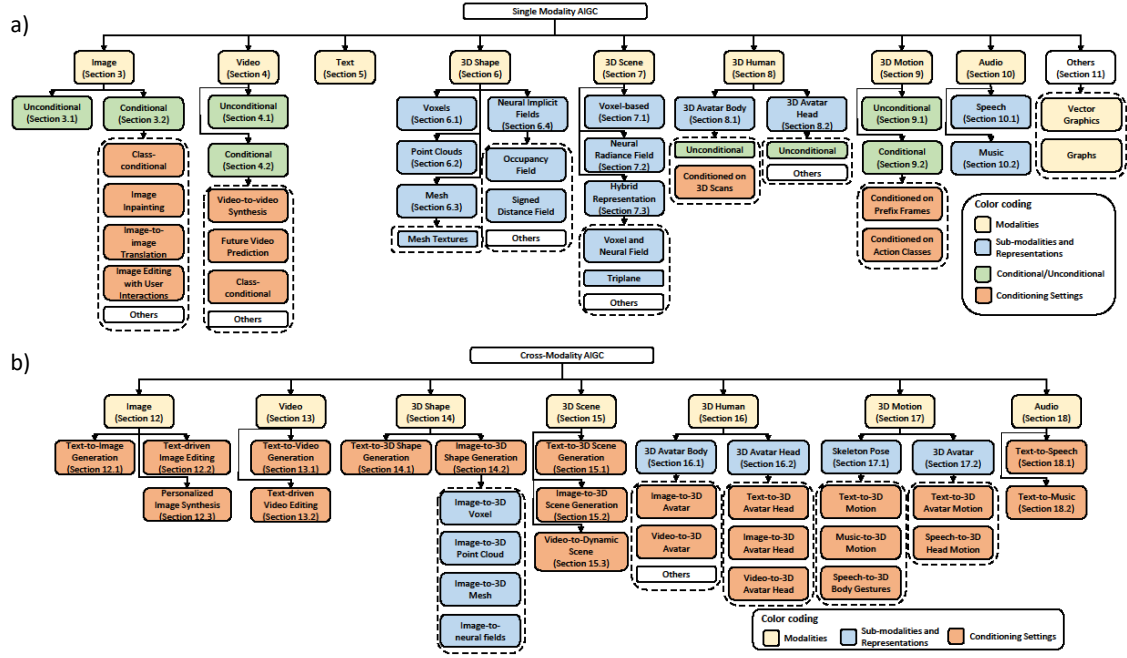 a)
Single Modality AIGC
Image
(Section 3)
Video
(Section 4)
Text
(Section 5)
3D Shape
(Section 6)
3D Scene
(Section 7)
3D Human
(Section 8)
3D Motion
(Section 9)
Audio
(Section 10)
Others
(Section 11)
Unconditional
(Section 3.1)
Conditional
(Section 3.2)
Class-
conditional
Image
Inpainting
Image-to-
image
Translation
Image Editing
with User
Interactions
Others
Unconditional
(Section 4.1)
Conditional
(Section 4.2)
Video-to-video
Synthesis
Future Video
Prediction
Class-
conditional
Others
Voxels
(Section 6.1)
Point Clouds
(Section 6.2)
Mesh
(Section 6.3)
Mesh Textures
Neural Implicit
Fields
(Section 6.4)
Occupancy
Field
Signed
Distance Field
Others
Voxel-based
(Section 7.1)
Neural
Radiance Field
(Section 7.2)
Hybrid
Representation
(Section 7.3)
Voxel and
Neural Field
Triplane
Others
3D Avatar Body
(Section 8.1)
Unconditional
Conditioned on
3D Scans
3D Avatar
Head
(Section 8.2)
Unconditional
Others
Unconditional
(Section 9.1)
Conditional
(Section 9.2)
Conditioned on
Prefix Frames
Conditioned on
Action Classes
Speech
(Section 10.1)
Music
(Section 10.2)
Vector
Graphics
Graphs
Color coding
Modalities
Sub-modalities and
Representations
Conditional/Unconditional
Conditioning Settings
b)
Cross-Modality AIGC
Image
(Section 12)
Video
(Section 13)
3D Shape
(Section 14)
3D Scene
(Section 15)
3D Human
(Section 16)
3D Motion
(Section 17)
Audio
(Section 18)
Text-to-Image
Generation
(Section 12.1)
Text-driven
Image Editing
(Section 12.2)
Personalized
Image Synthesis
(Section 12.3)
Text-to-Video
Generation
(Section 13.1)
Text-driven
Video Editing
(Section 13.2)
Text-to-3D Shape
Generation
(Section 14.1)
Image-to-3D
Shape Generation
(Section 14.2)
Image-to-3D
Voxel
Image-to-3D
Point Cloud
Image-to-3D
Mesh
Image-to-
neural fields
Text-to-3D Scene
Generation
(Section 15.1)
Image-to-3D
Scene Generation
(Section 15.2)
Video-to-Dynamic
Scene
(Section 15.3)
3D Avatar Body
(Section 16.1)
Image-to-3D
Avatar
Video-to-3D
Avatar
Others
3D Avatar Head
(Section 16.2)
Text-to-3D
Avatar Head
Image-to-3D
Avatar Head
Video-to-3D
Avatar Head
Skeleton Pose
(Section 17.1)
Text-to-3D
Motion
Music-to-3D
Motion
Speech-to-3D
Body Gestures
3D Avatar
(Section 17.2)
Text-to-3D
Avatar Motion
Speech-to-3D
Head Motion
Text-to-Speech
(Section 18.1)
Text-to-Music
(Section 18.2)
Color coding
Modalities
Sub-modalities and
Representations
Conditioning Settings